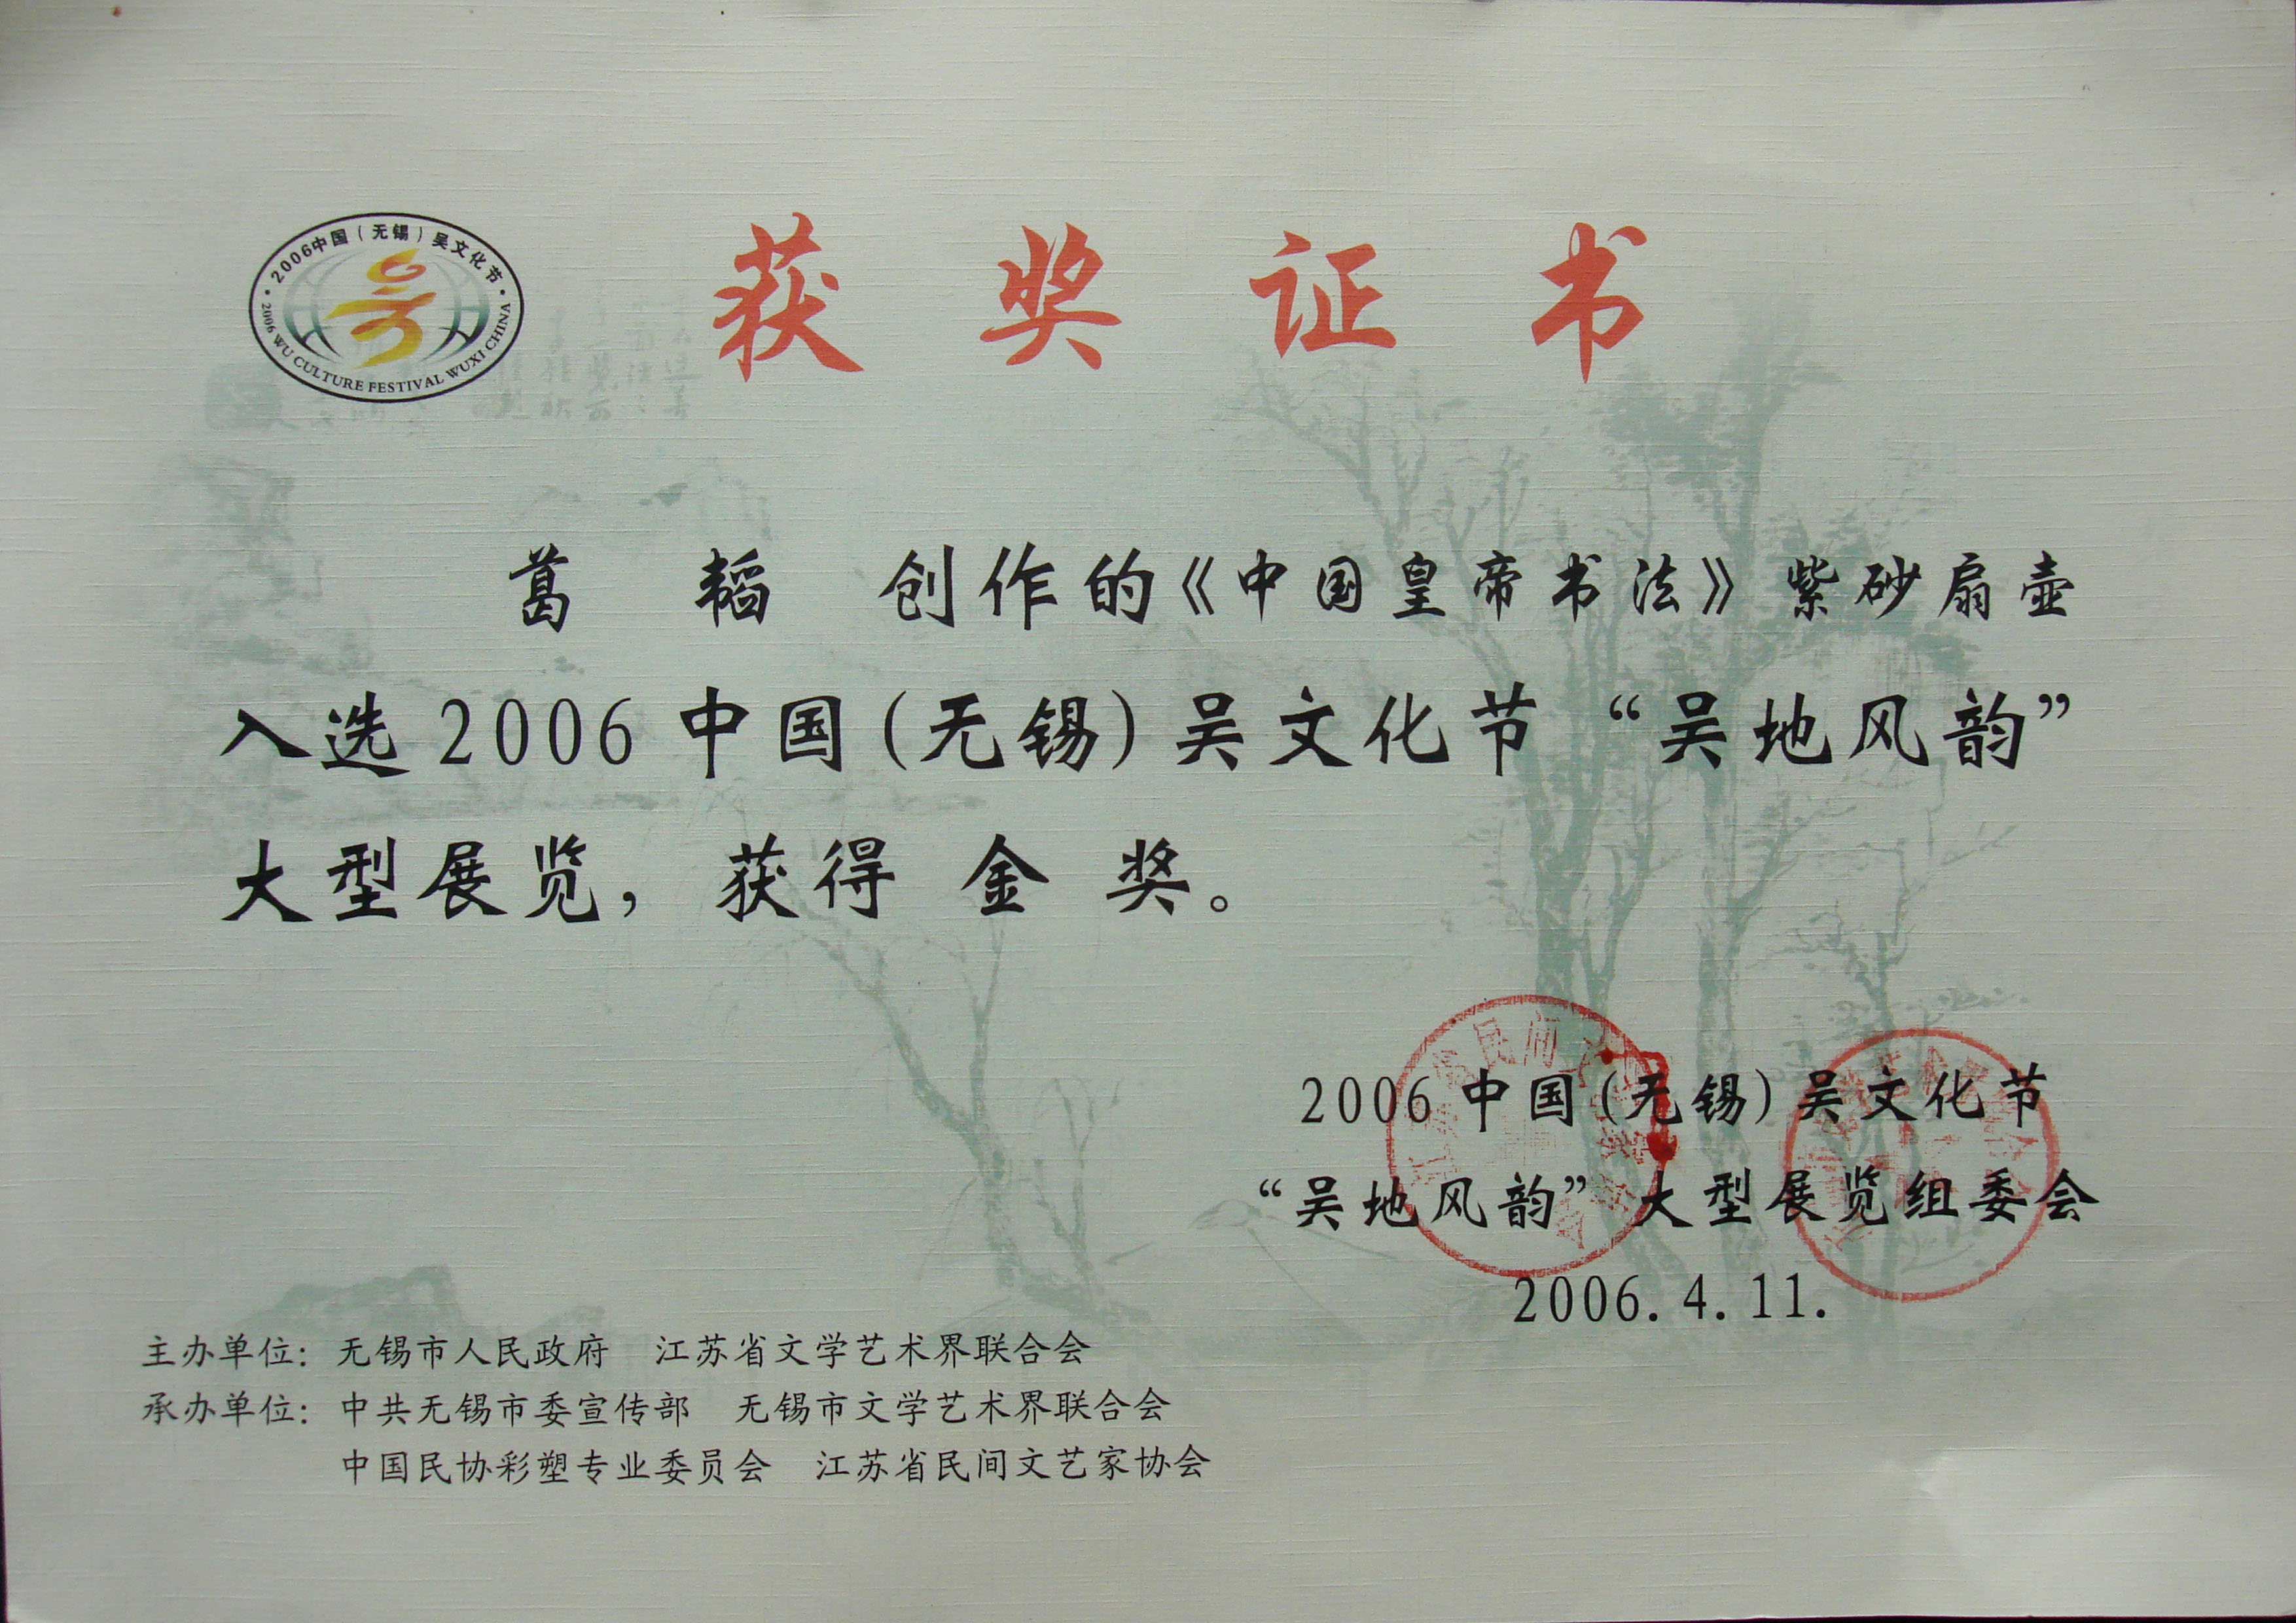 2006中国（无锡）吴文化节
2006 WU CULTURE FESTIVAL WUXI CHINA
获奖证书
葛韬 创作的《中国皇帝书法》紫砂扇壶
入选2006中国(无锡)吴文化节“吴地风韵”
大型展览，获得 金奖。
2006中国(无锡)吴文化节
“吴地风韵”大型展览组委会
2006.4.11.
主办单位：无锡市人民政府 江苏省文学艺术界联合会
承办单位：中共无锡市委宣传部 无锡市文学艺术界联合会
中国民协彩塑专业委员会 江苏省民间文艺家协会